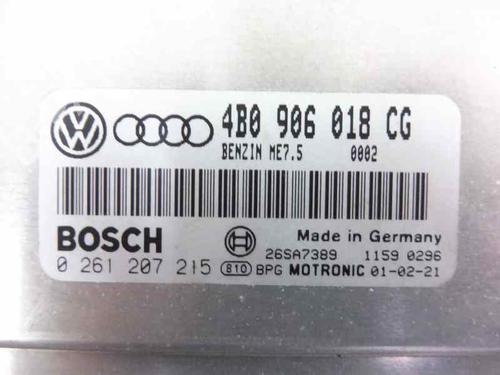 4B0 906 018 CG
BENZIN ME7.5 0002
BOSCH
Made in Germany
26SA7389 1159 0296
0 261 207 215 810 BPG MOTRONIC 01-02-21